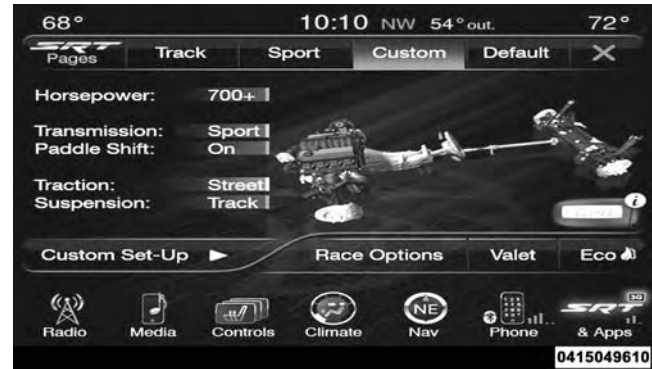 68° 10:10 NW 54° out. 72°
SRT Pages Track Sport Custom Default X
Horsepower: 700+
Transmission: Sport
Paddle Shift: On
Traction: Street
Suspension: Track
i
Custom Set-Up Race Options Valet Eco
NE
3G
SRT
Radio Media Controls Climate Nav Phone & Apps
0415049610